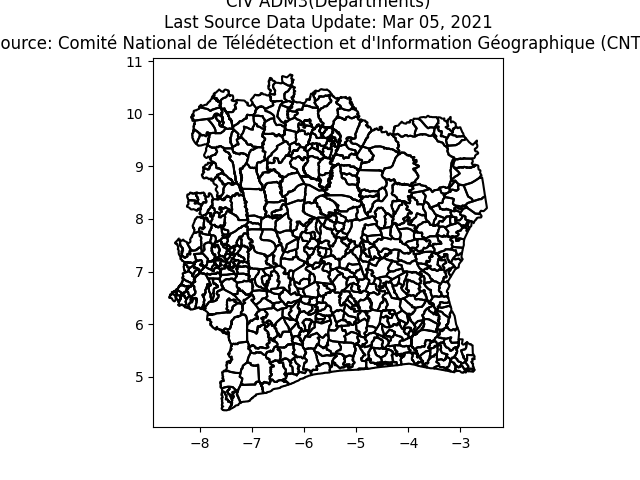 CIV ADM3(Departments)
Last Source Data Update: Mar 05, 2021
ource: Comité National de Télédétection et d'Information Géographique (CNT
11
10
9
8
7
6
5
−8 −7 −6 −5 −4 −3